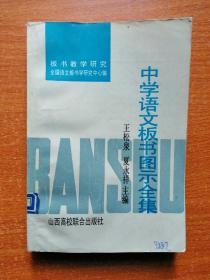 板书教学研究
全国语文板书学研究中心编
中学语文板书图示全集
王松泉 夏永持 主编
BANSHU
山西高校联合出版社